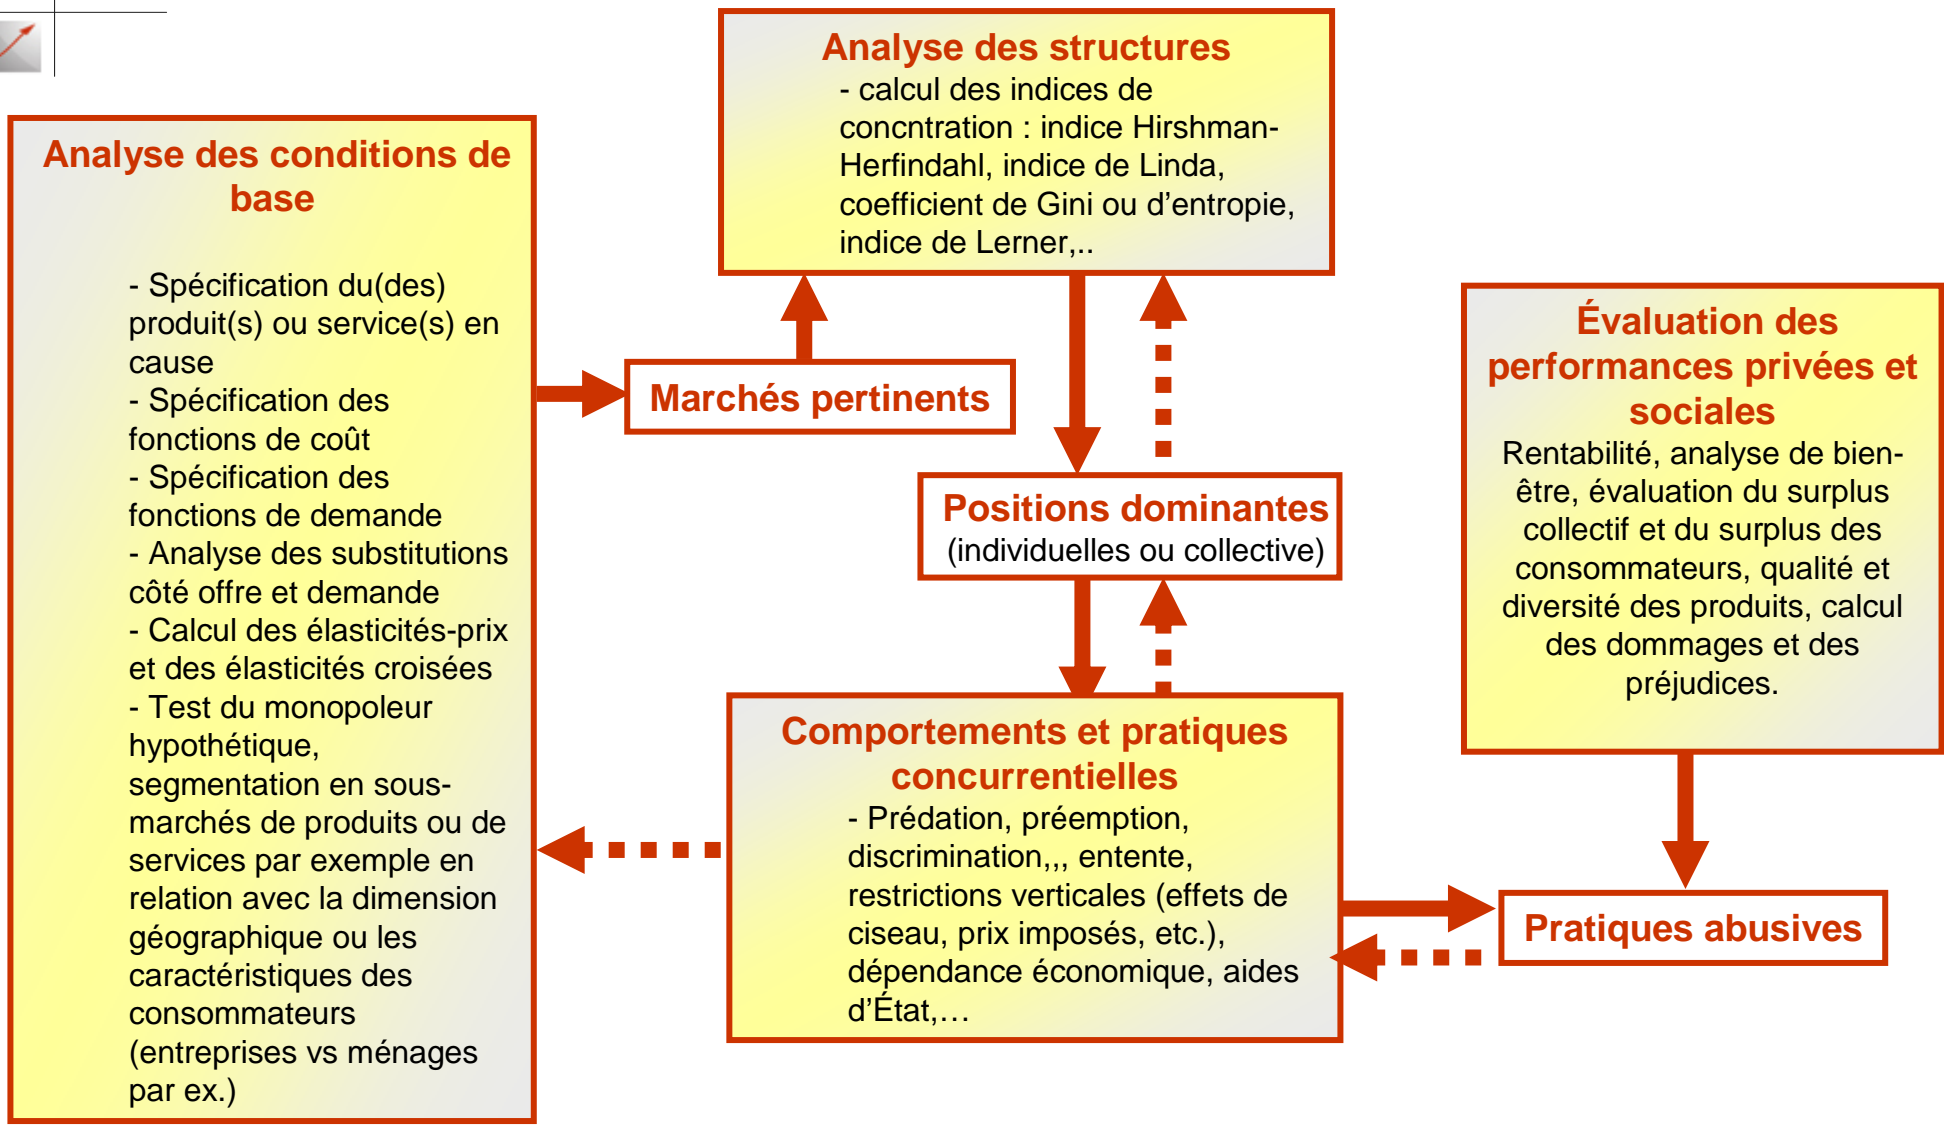 Analyse des structures
- calcul des indices de
concntration : indice Hirshman-
Herfindahl, indice de Linda,
coefficient de Gini ou d’entropie,
indice de Lerner,..
Analyse des conditions de
base
- Spécification du(des)
produit(s) ou service(s) en
cause
- Spécification des
fonctions de coût
- Spécification des
fonctions de demande
- Analyse des substitutions
côté offre et demande
- Calcul des élasticités-prix
et des élasticités croisées
- Test du monopoleur
hypothétique,
segmentation en sous-
marchés de produits ou de
services par exemple en
relation avec la dimension
géographique ou les
caractéristiques des
consommateurs
(entreprises vs ménages
par ex.)
Marchés pertinents
Positions dominantes
(individuelles ou collective)
Évaluation des
performances privées et
sociales
Rentabilité, analyse de bien-
être, évaluation du surplus
collectif et du surplus des
consommateurs, qualité et
diversité des produits, calcul
des dommages et des
préjudices.
Comportements et pratiques
concurrentielles
- Prédation, préemption,
discrimination,,, entente,
restrictions verticales (effets de
ciseau, prix imposés, etc.),
dépendance économique, aides
d’État,…
Pratiques abusives